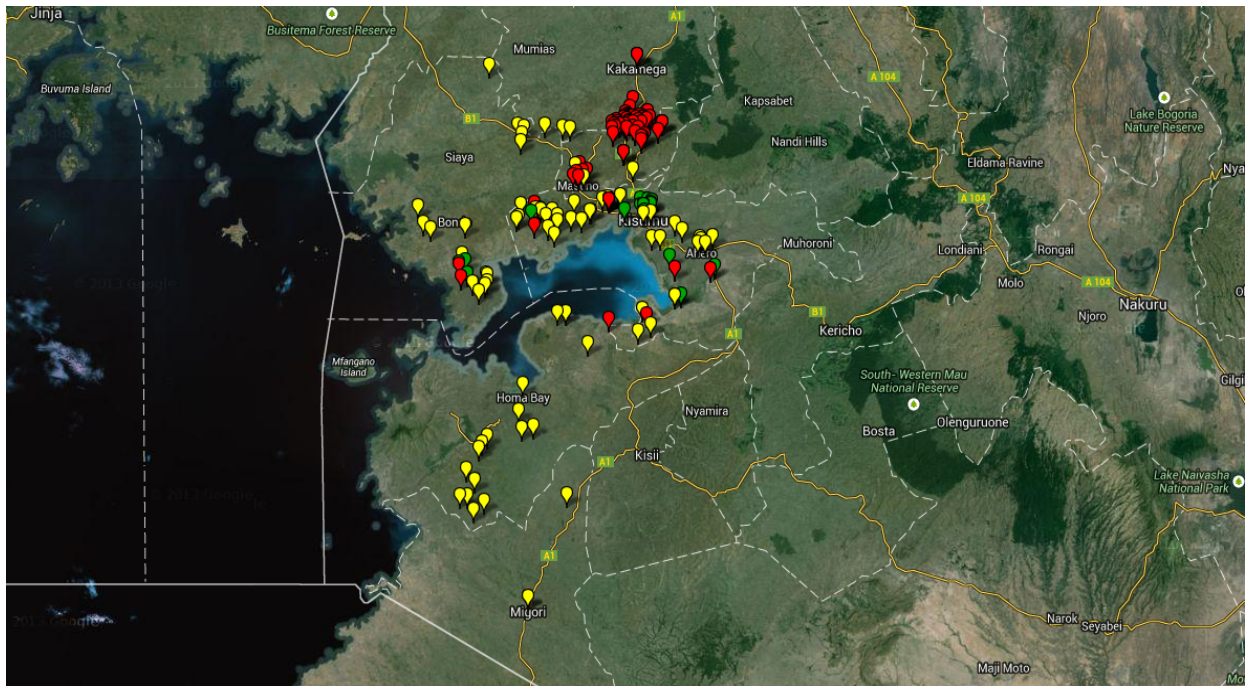 Jinja
Busitema Forest Reserve
A1
Mumias
Kakamega
A 104
Buvuma Island
Kapsabet
Lake Bogoria
Nature Reserve
B1
Nandi Hills
Siaya
Eldama Ravine
A 104
Kisumu
Muhoroni
Londiani
Rongai
Molo
A 104
Nakuru
© 2013 Google
Njoro
B1
Kericho
A1
Mfangano
Island
South- Western Mau
National Reserve
Gilgi
Homa Bay
Nyamira
Bosta
Olenguruone
A1
Kisii
Lake Naivasha
National Park
© 2013 Google
A1
Migori
2013 Google
Narok
Seyabei
Maji Moto